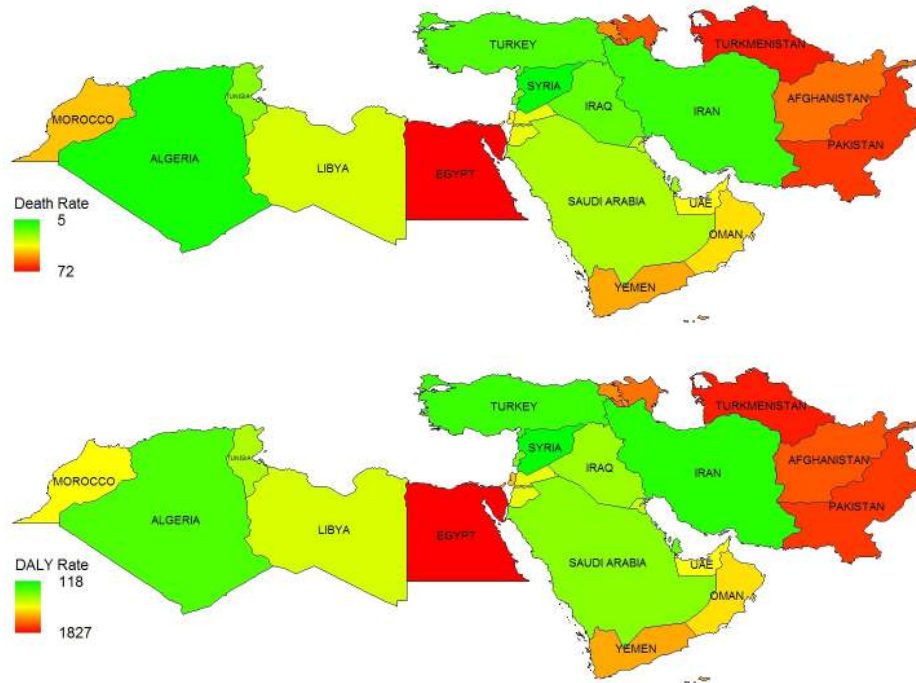 TURKEY
TURKMENISTAN
SYRIA
AFGHANISTAN
MOROCCO
TUNISIA
IRAQ
IRAN
PAKISTAN
ALGERIA
LIBYA
EGYPT
SAUDI ARABIA
UAE
OMAN
YEMEN
Death Rate
5
72
TURKEY
TURKMENISTAN
SYRIA
AFGHANISTAN
MOROCCO
TUNISIA
IRAQ
IRAN
PAKISTAN
ALGERIA
LIBYA
EGYPT
SAUDI ARABIA
UAE
OMAN
YEMEN
DALY Rate
118
1827